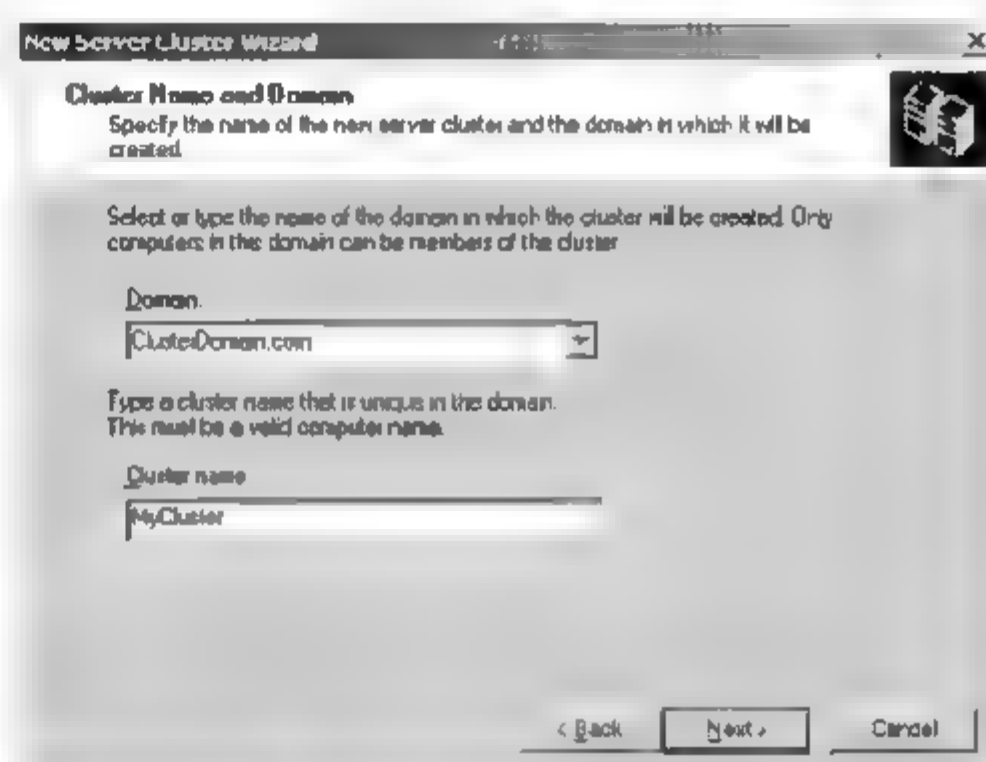 New Server Cluster Wizard
Cluster Name and Domain
Specify the name of the new server cluster and the domain in which it will be
created.
Select or type the name of the domain in which the cluster will be created. Only
computers in this domain can be members of the cluster.
Domain:
ClusterDomain.com
Type a cluster name that is unique in the domain.
This must be a valid computer name.
Cluster name
MyCluster
< Back Next > Cancel